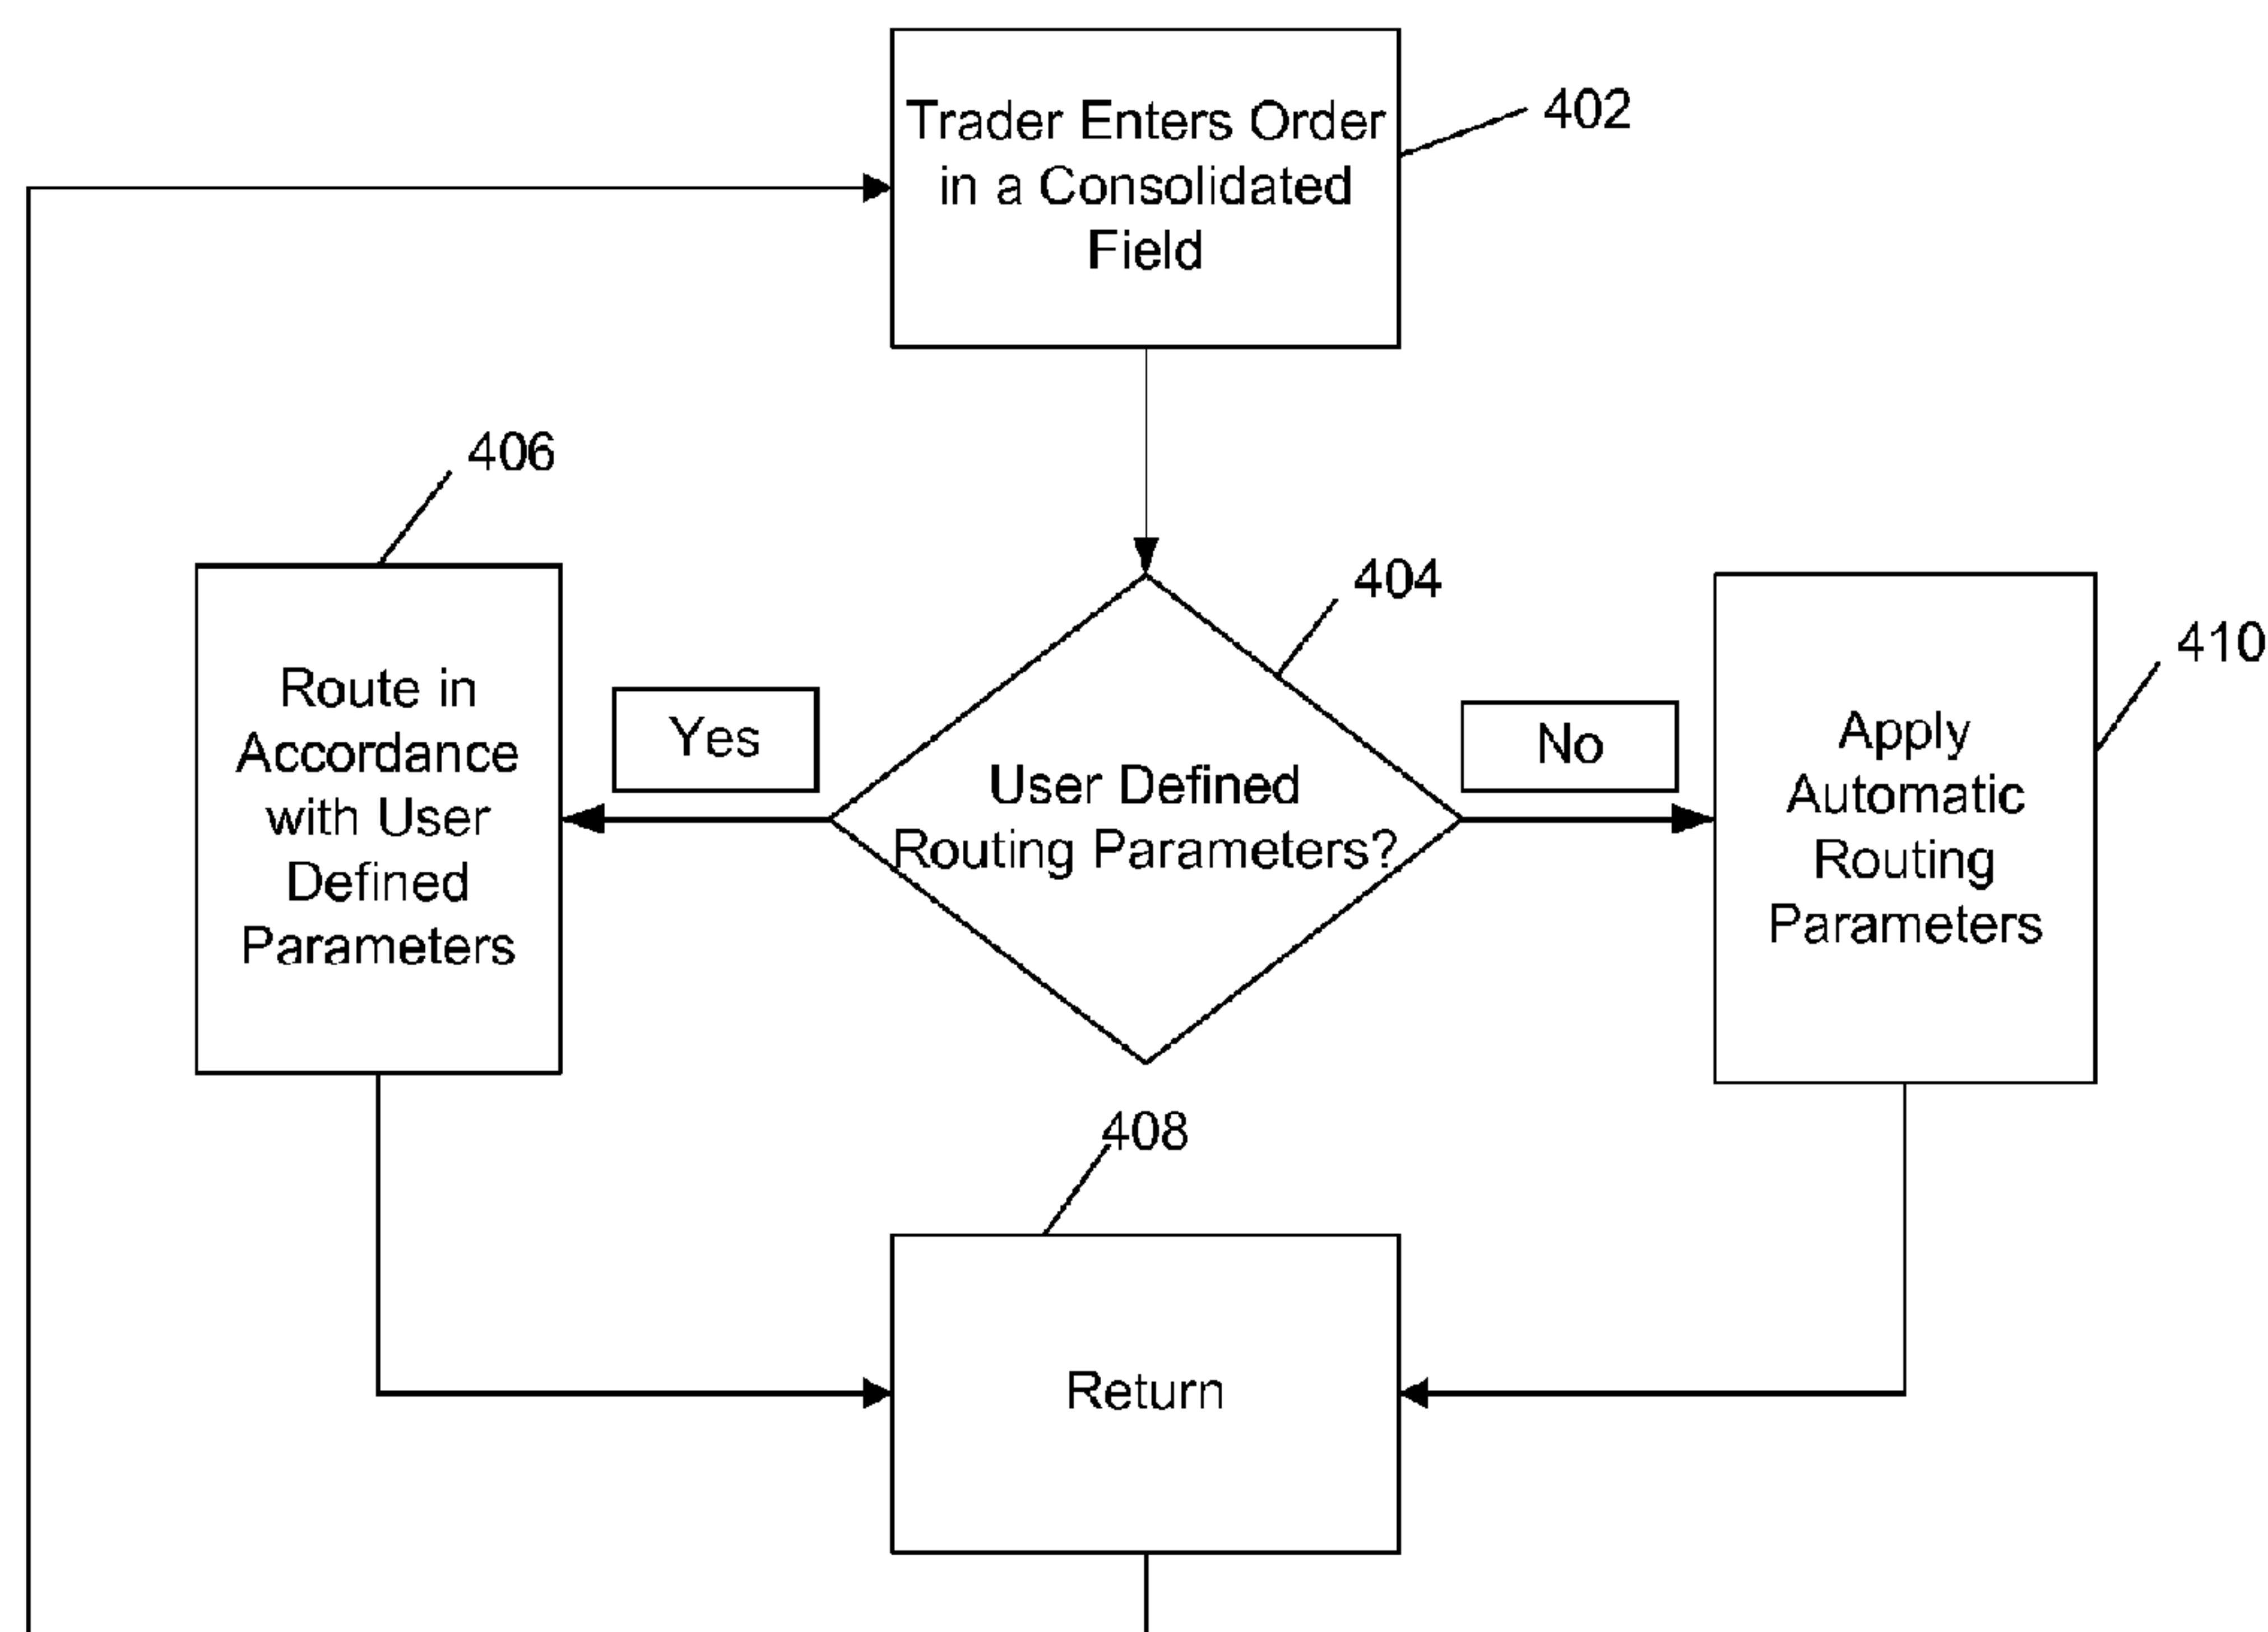 Trader Enters Order
in a Consolidated
Field
402
406
404
410
Route in
Accordance
with User
Defined
Parameters
Yes
User Defined
Routing Parameters?
No
Apply
Automatic
Routing
Parameters
408
Return